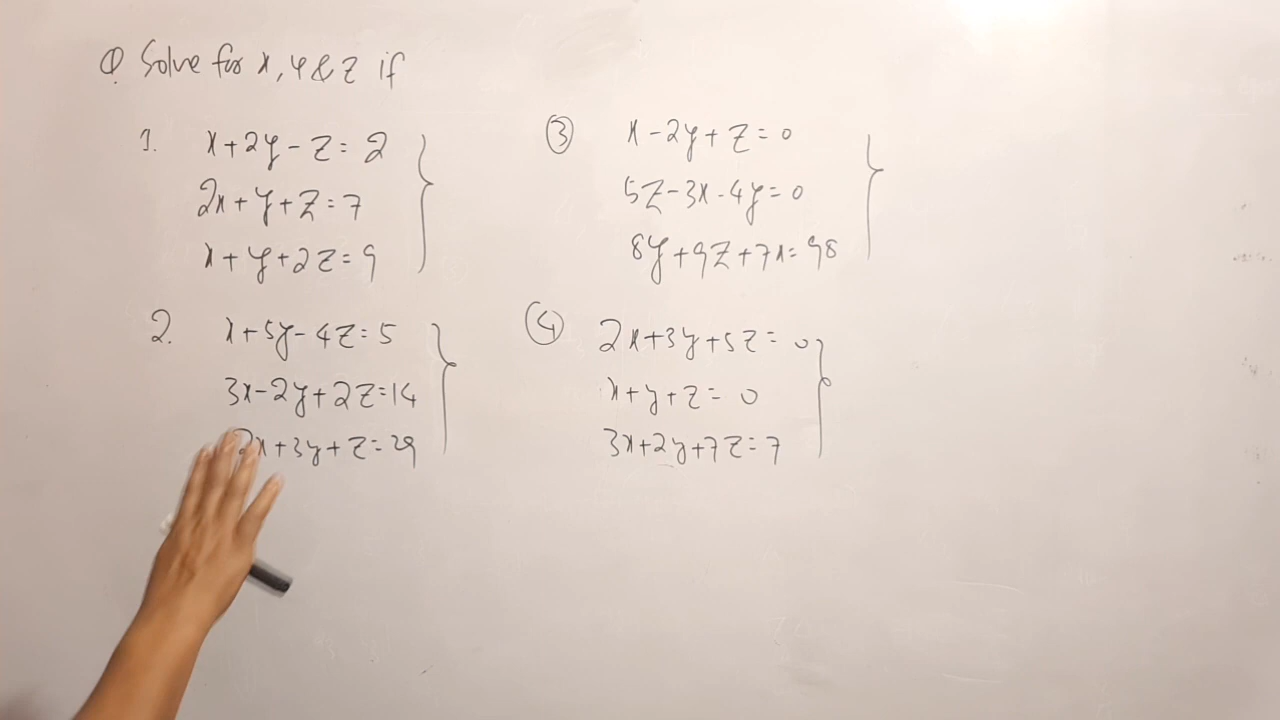 Q Solve for x, y & z if
1. x + 2y - z = 2
2x + y + z = 7
x + y + 2z = 9
2. x + 5y - 4z = 5
3x - 2y + 2z = 14
2x + 3y + z = 29
③ x - 2y + z = 0
5z - 3x - 4y = 0
8y + 9z + 7x = 98
④ 2x + 3y + 5z = 0
x + y + z = 0
3x + 2y + 7z = 7